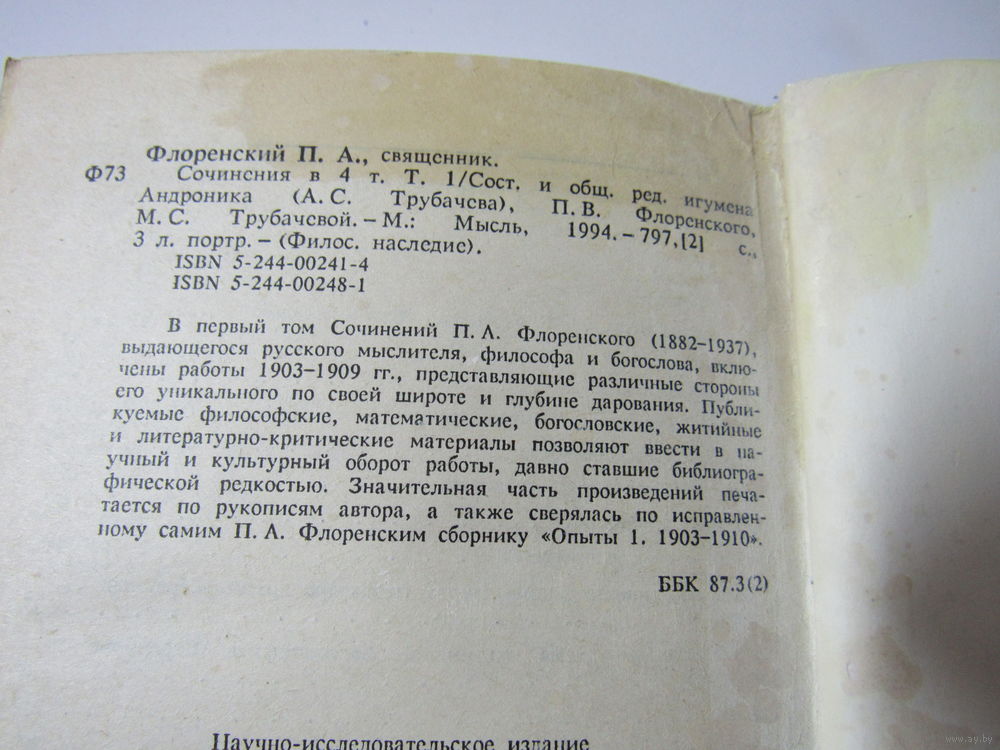 Флоренский П. А., священник.
Ф73 Сочинения в 4 т. Т. 1/Сост. и общ. ред. игумена
Андроника (А. С. Трубачева), П. В. Флоренского,
М. С. Трубачевой. – М.: Мысль, 1994. – 797,[2] с.,
3 л. портр. – (Филос. наследие).
ISBN 5-244-00241-4
ISBN 5-244-00248-1
В первый том Сочинений П. А. Флоренского (1882–1937),
выдающегося русского мыслителя, философа и богослова, вклю-
чены работы 1903–1909 гг., представляющие различные стороны
его уникального по своей широте и глубине дарования. Публи-
куемые философские, математические, богословские, житийные
и литературно-критические материалы позволяют ввести в на-
учный и культурный оборот работы, давно ставшие библиогра-
фической редкостью. Значительная часть произведений печа-
тается по рукописям автора, а также сверялась по исправлен-
ному самим П. А. Флоренским сборнику «Опыты 1. 1903–1910».
ББК 87.3(2)
Научно-исследовательское издание
www.ay.by